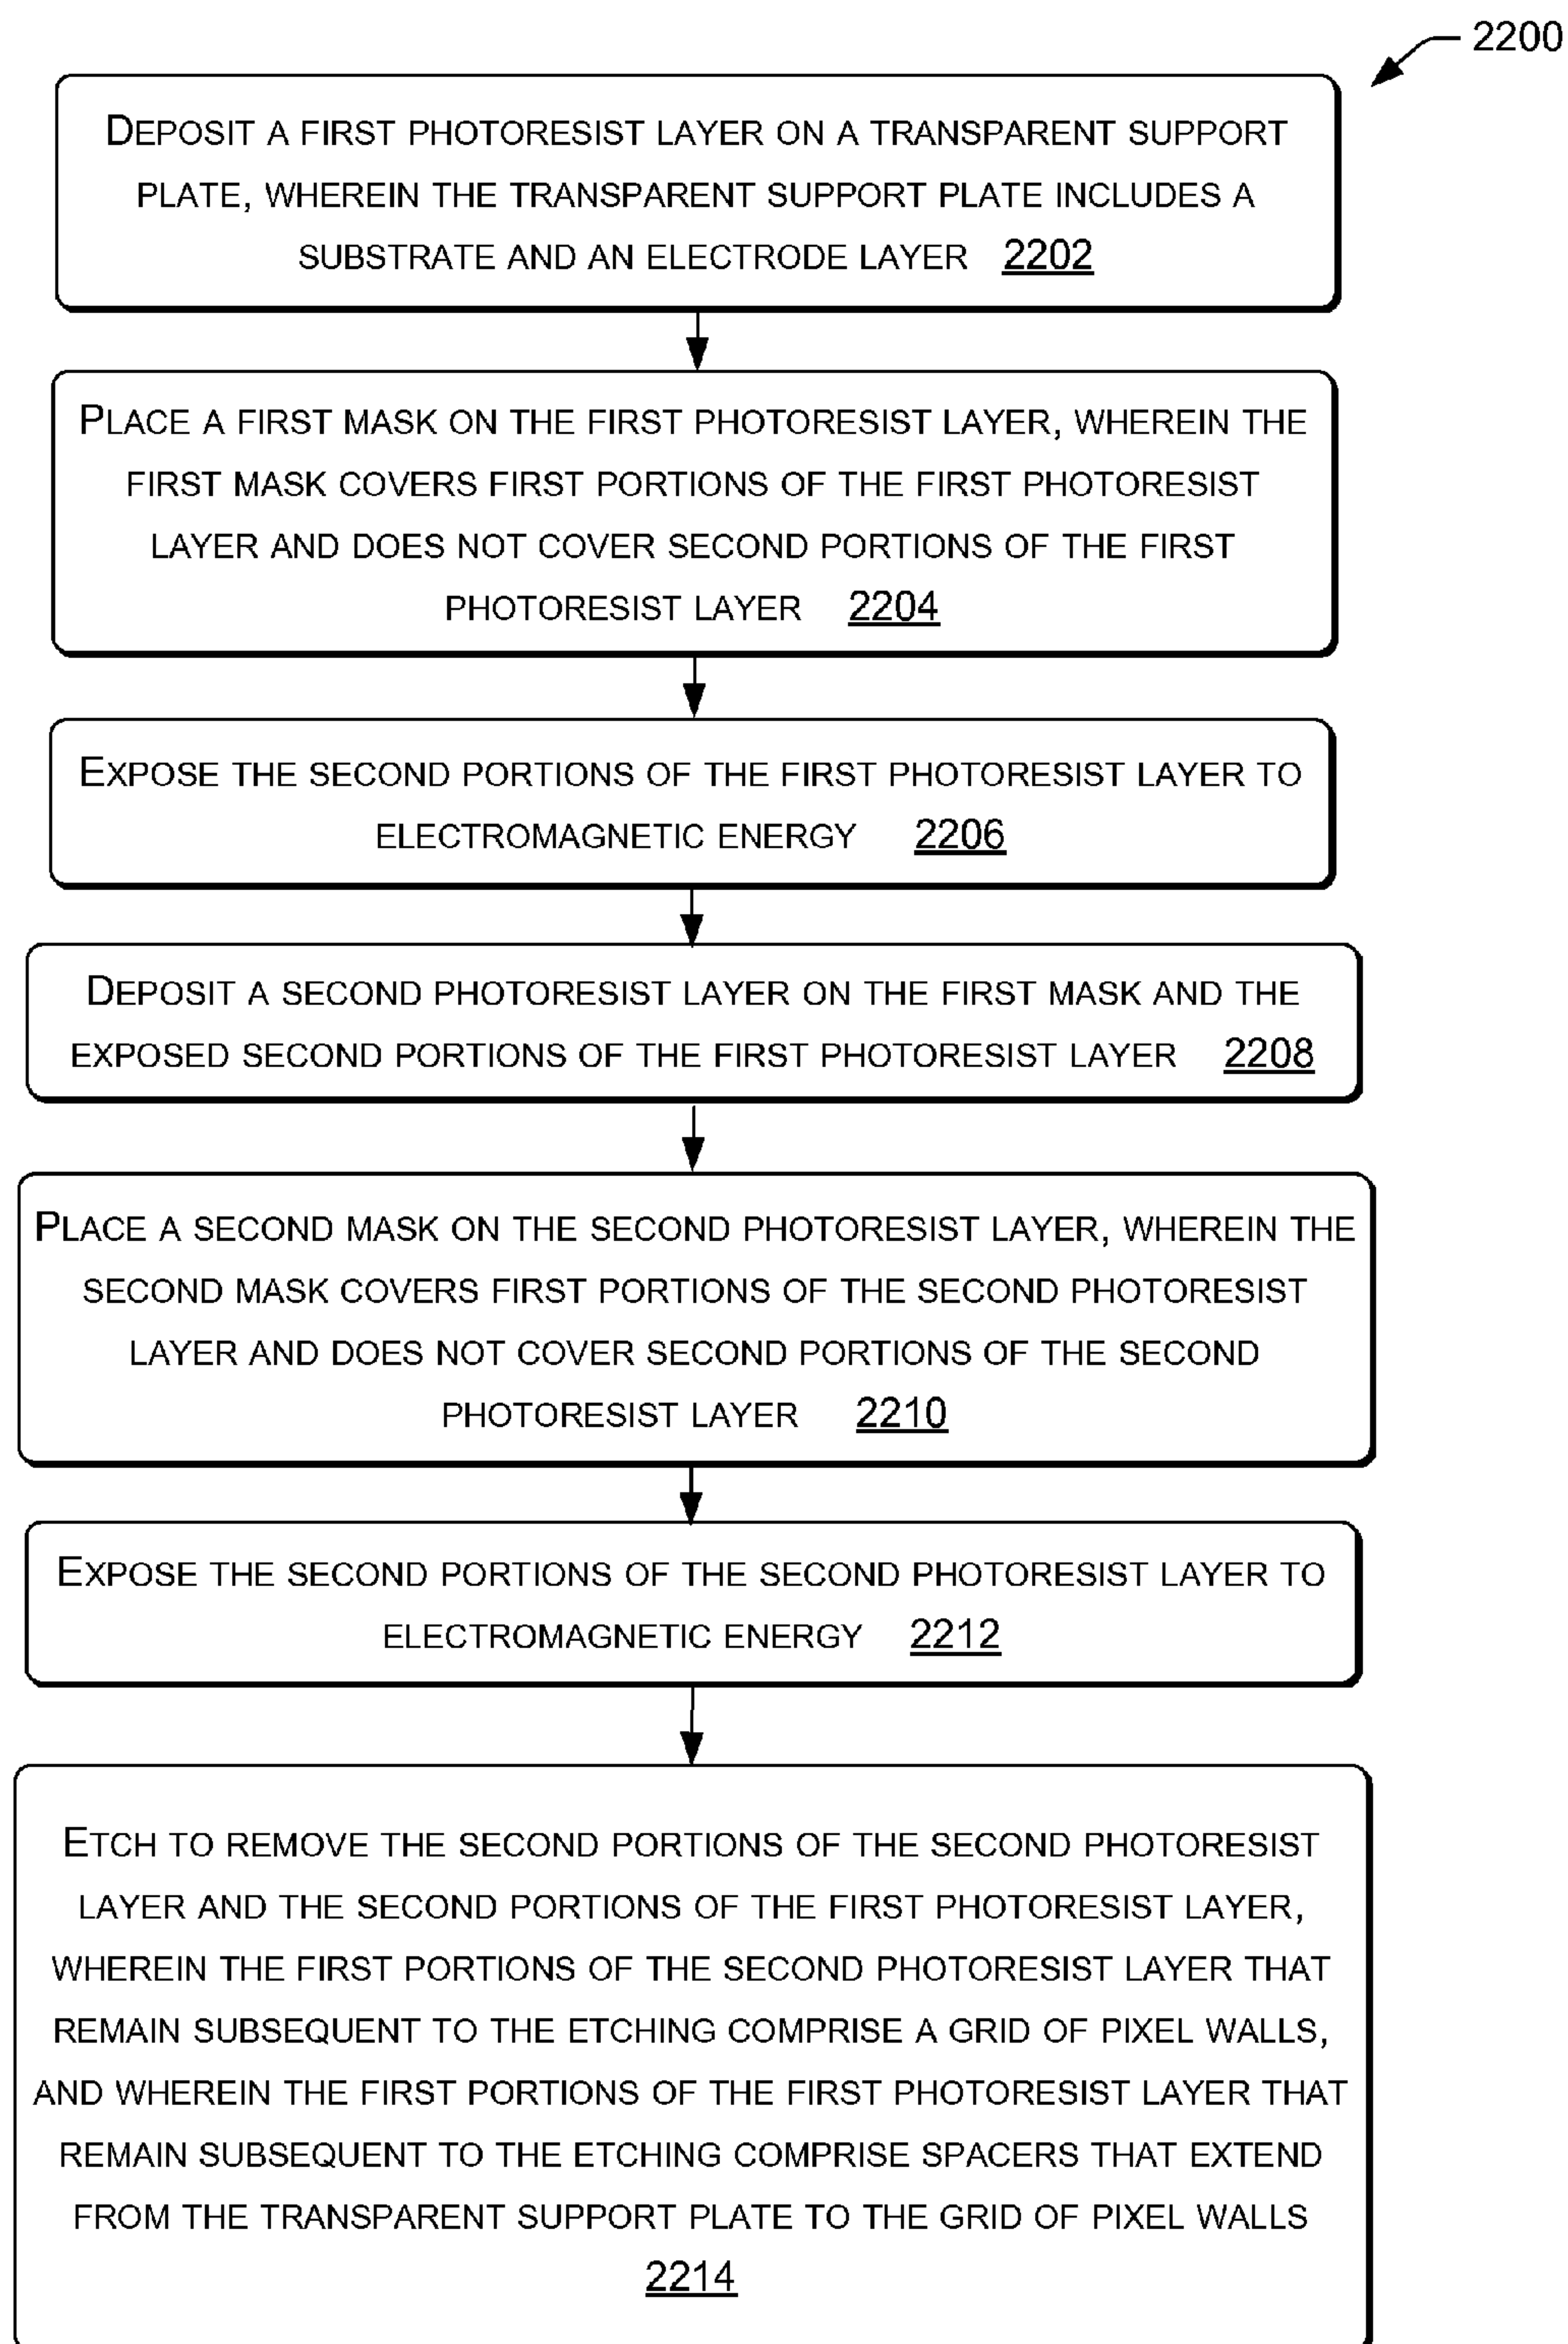 2200
DEPOSIT A FIRST PHOTORESIST LAYER ON A TRANSPARENT SUPPORT
PLATE, WHEREIN THE TRANSPARENT SUPPORT PLATE INCLUDES A
SUBSTRATE AND AN ELECTRODE LAYER 2202
PLACE A FIRST MASK ON THE FIRST PHOTORESIST LAYER, WHEREIN THE
FIRST MASK COVERS FIRST PORTIONS OF THE FIRST PHOTORESIST
LAYER AND DOES NOT COVER SECOND PORTIONS OF THE FIRST
PHOTORESIST LAYER 2204
EXPOSE THE SECOND PORTIONS OF THE FIRST PHOTORESIST LAYER TO
ELECTROMAGNETIC ENERGY 2206
DEPOSIT A SECOND PHOTORESIST LAYER ON THE FIRST MASK AND THE
EXPOSED SECOND PORTIONS OF THE FIRST PHOTORESIST LAYER 2208
PLACE A SECOND MASK ON THE SECOND PHOTORESIST LAYER, WHEREIN THE
SECOND MASK COVERS FIRST PORTIONS OF THE SECOND PHOTORESIST
LAYER AND DOES NOT COVER SECOND PORTIONS OF THE SECOND
PHOTORESIST LAYER 2210
EXPOSE THE SECOND PORTIONS OF THE SECOND PHOTORESIST LAYER TO
ELECTROMAGNETIC ENERGY 2212
ETCH TO REMOVE THE SECOND PORTIONS OF THE SECOND PHOTORESIST
LAYER AND THE SECOND PORTIONS OF THE FIRST PHOTORESIST LAYER,
WHEREIN THE FIRST PORTIONS OF THE SECOND PHOTORESIST LAYER THAT
REMAIN SUBSEQUENT TO THE ETCHING COMPRISE A GRID OF PIXEL WALLS,
AND WHEREIN THE FIRST PORTIONS OF THE FIRST PHOTORESIST LAYER THAT
REMAIN SUBSEQUENT TO THE ETCHING COMPRISE SPACERS THAT EXTEND
FROM THE TRANSPARENT SUPPORT PLATE TO THE GRID OF PIXEL WALLS
2214